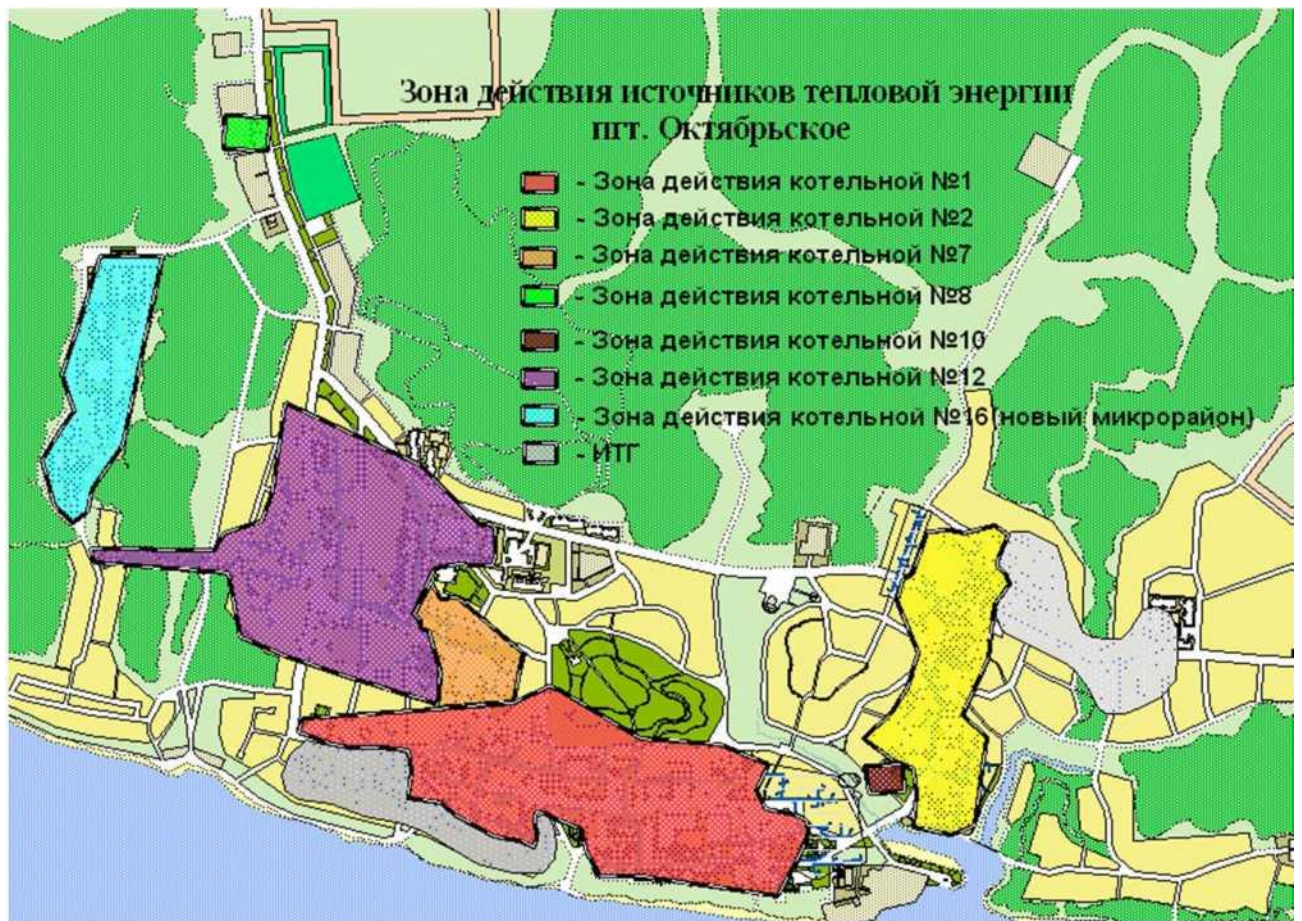 Зона действия источников тепловой энергии
пгт. Октябрьское
- Зона действия котельной №1
- Зона действия котельной №2
- Зона действия котельной №7
- Зона действия котельной №8
- Зона действия котельной №10
- Зона действия котельной №12
- Зона действия котельной №16(новый микрорайон)
- ИТГ